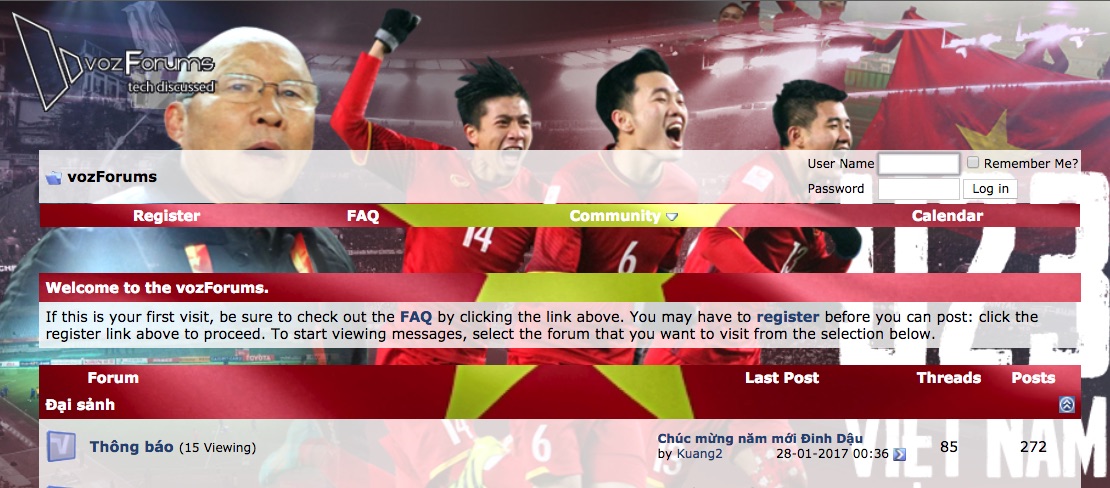 vozForums
tech discussed
User Name
Remember Me?
vozForums
Password
Log in
Register
FAQ
Community
Calendar
U23
14
6
Welcome to the vozForums.
If this is your first visit, be sure to check out the FAQ by clicking the link above. You may have to register before you can post: click the
register link above to proceed. To start viewing messages, select the forum that you want to visit from the selection below.
Forum
Last Post
Threads
Posts
Đại sảnh
Thông báo (15 Viewing)
Chúc mừng năm mới Đinh Dậu
by Kuang2
28-01-2017 00:36
85
272
14
6
VIỆT NAM